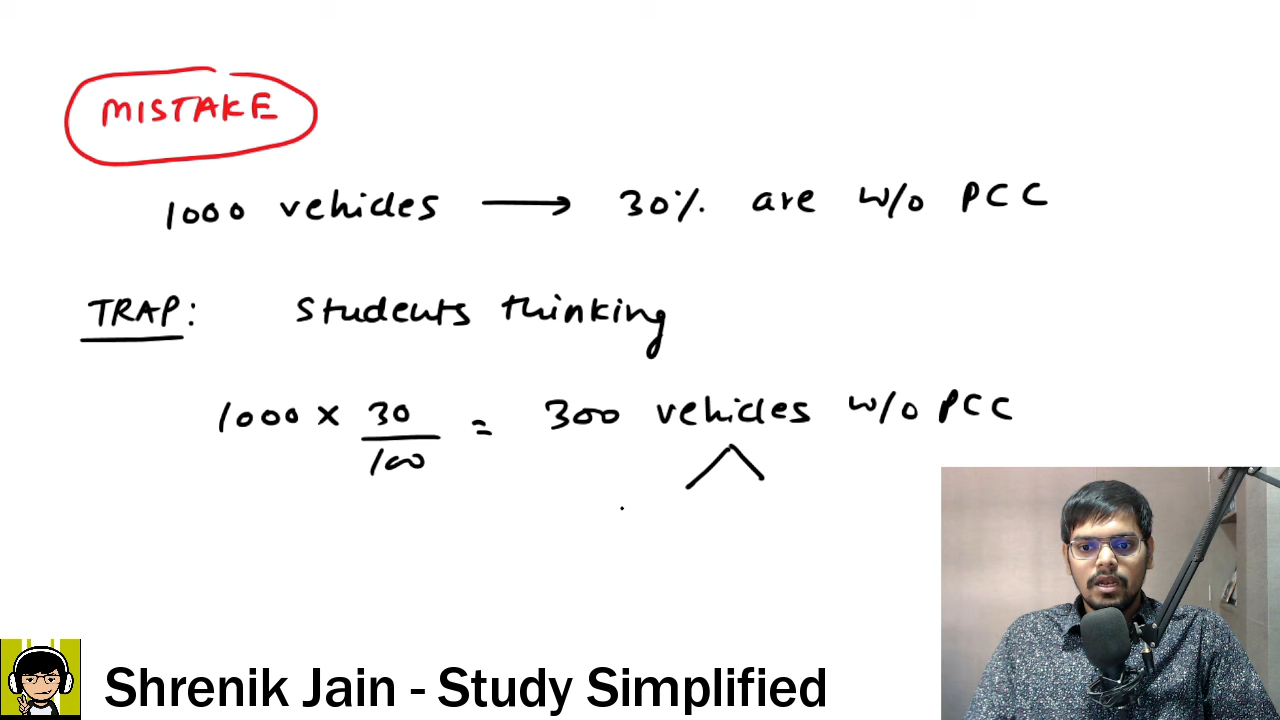 MISTAKE
1000 vehicles → 30% are w/o PCC
TRAP: Students thinking
1000 × 30/100 = 300 vehicles w/o PCC
Shrenik Jain - Study Simplified